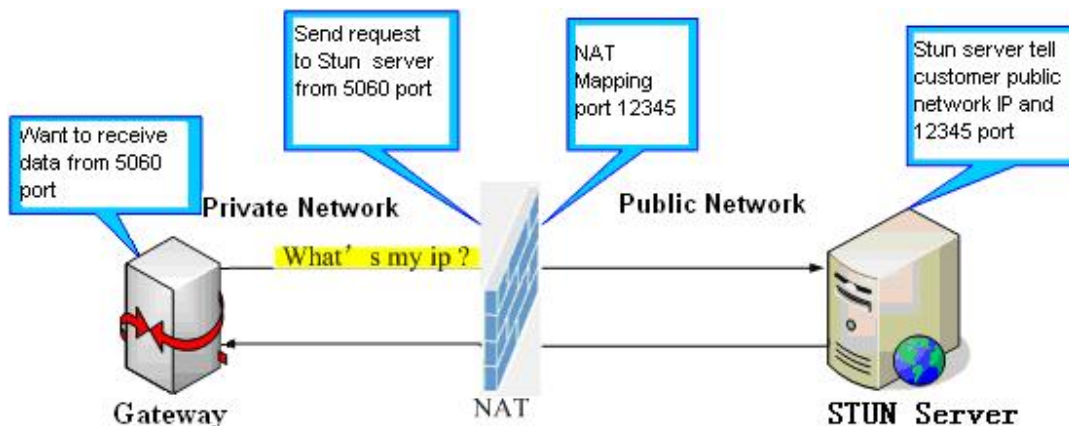 Send request
to Stun server
from 5060 port
NAT
Mapping
port 12345
Stun server tell
customer public
network IP and
12345 port
Want to receive
data from 5060
port
Private Network
Public Network
What's my ip ?
Gateway
NAT
STUN Server